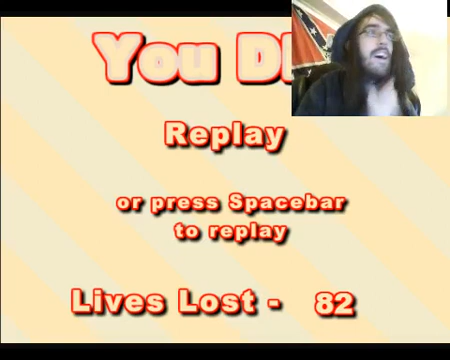 You
Replay
or press Spacebar
to replay
Lives Lost - 82